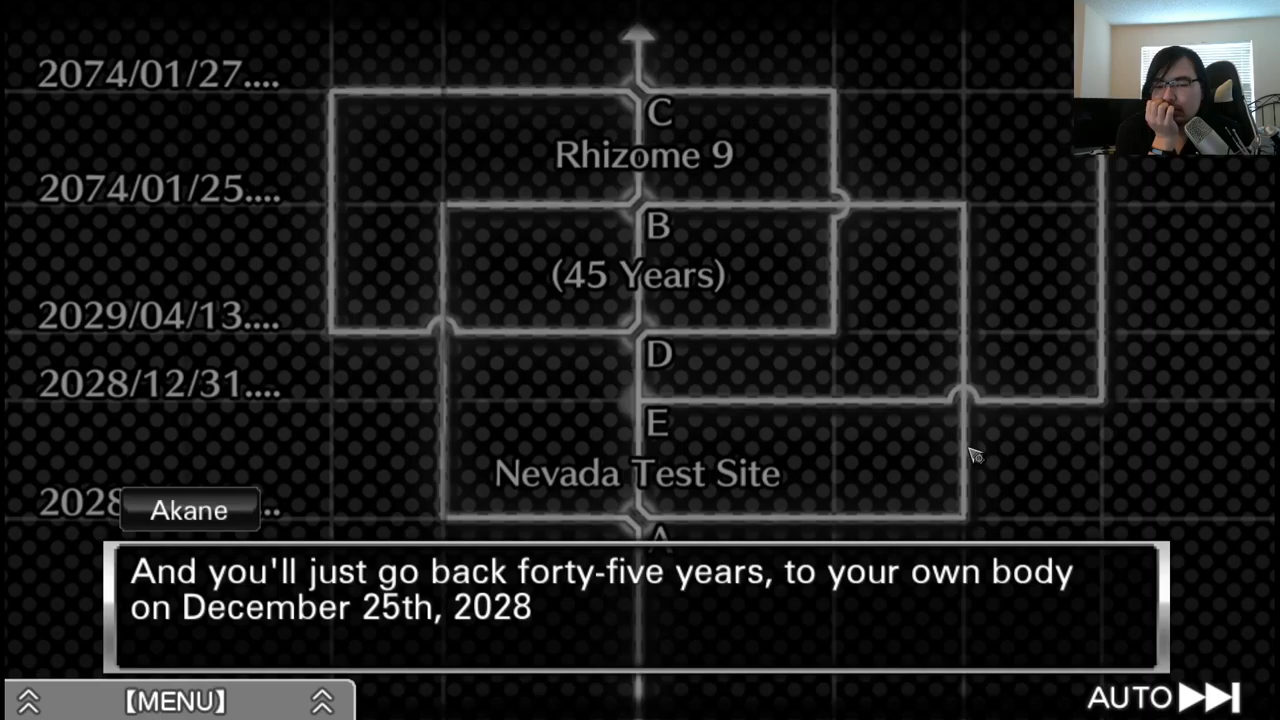 2074/01/27....
C
Rhizome 9
2074/01/25....
B
(45 Years)
2029/04/13....
D
2028/12/31....
E
Nevada Test Site
2028
..
A
Akane
And you'll just go back forty-five years, to your own body
on December 25th, 2028
【MENU】
AUTO